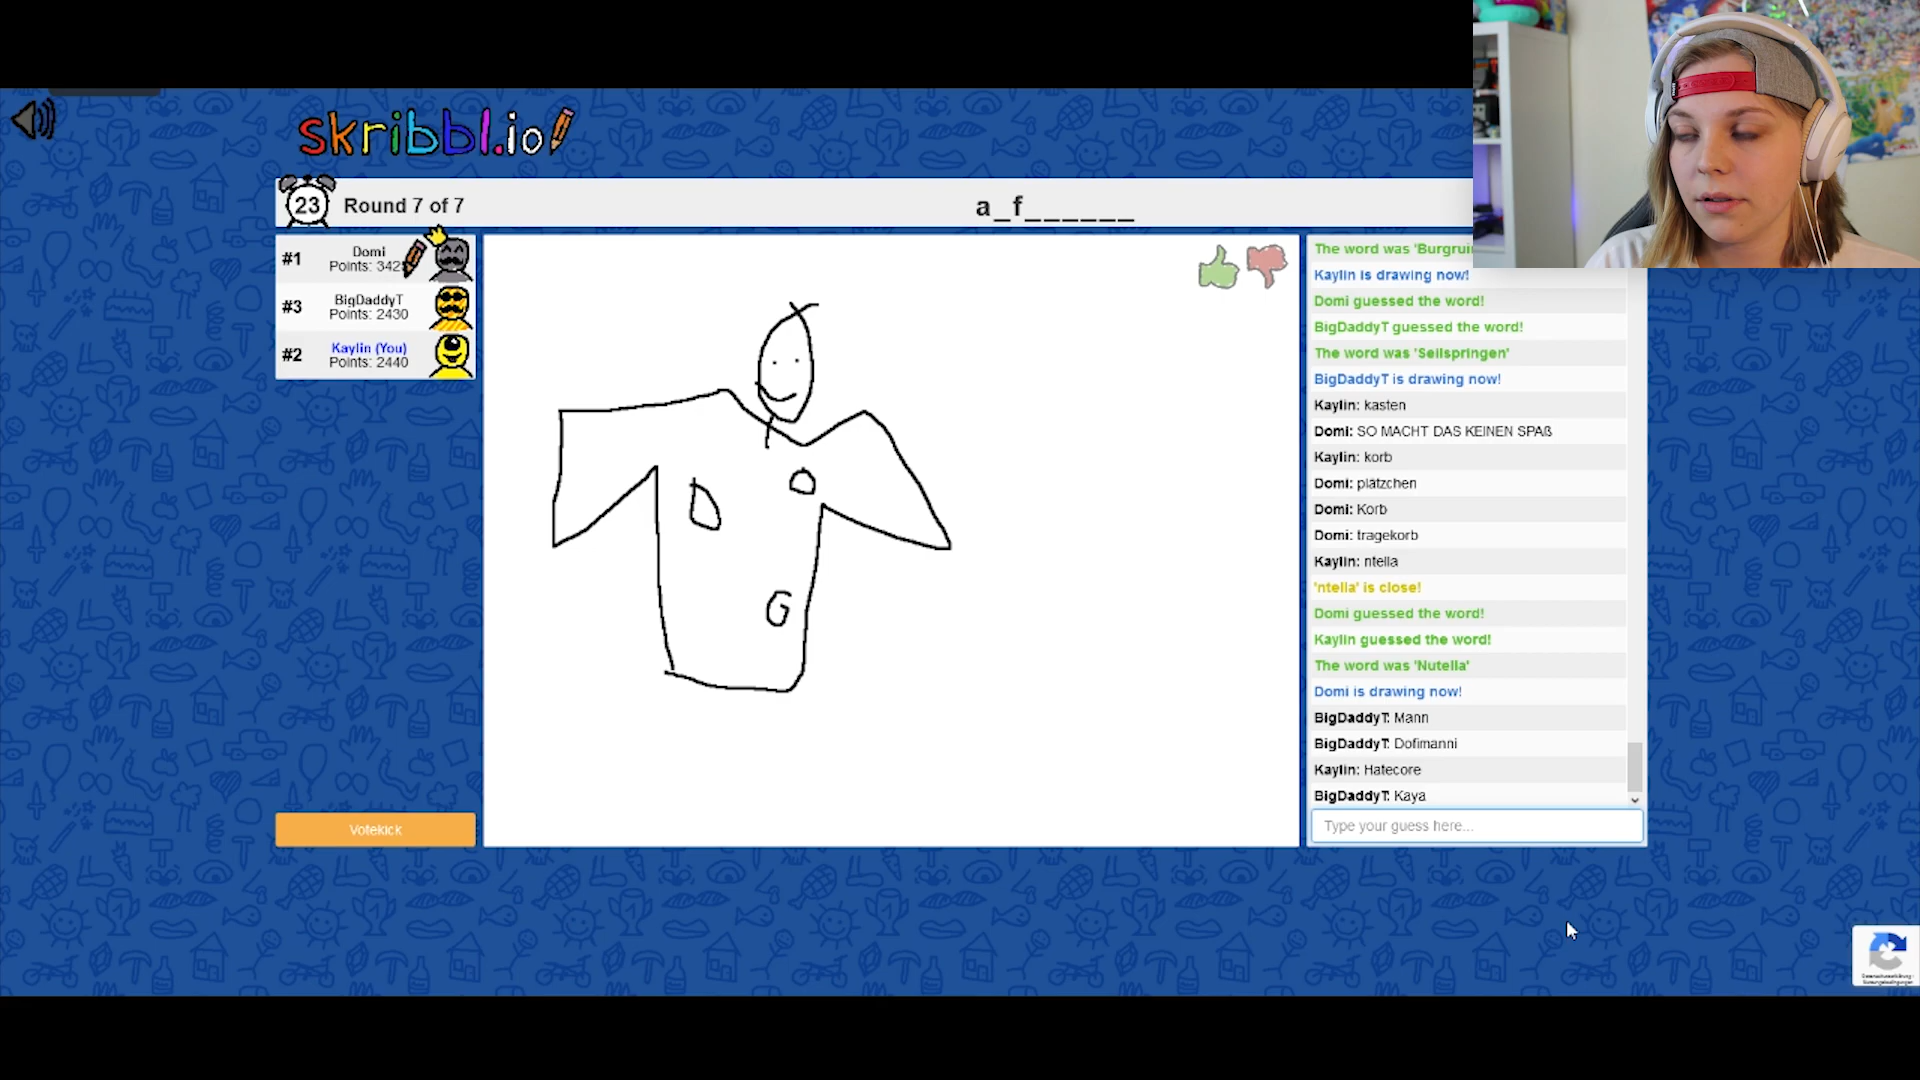 skribbl.io
23
Round 7 of 7
a_f______
#1
Domi
Points: 342
#3
BigDaddyT
Points: 2430
#2
Kaylin (You)
Points: 2440
Votekick
D
O
G
The word was 'Burgrui
Kaylin is drawing now!
Domi guessed the word!
BigDaddyT guessed the word!
The word was 'Seilspringen'
BigDaddyT is drawing now!
Kaylin: kasten
Domi: SO MACHT DAS KEINEN SPAß
Kaylin: korb
Domi: plätzchen
Domi: Korb
Domi: tragekorb
Kaylin: ntella
'ntella' is close!
Domi guessed the word!
Kaylin guessed the word!
The word was 'Nutella'
Domi is drawing now!
BigDaddyT: Mann
BigDaddyT: Dofimanni
Kaylin: Hatecore
BigDaddyT: Kaya
Type your guess here...